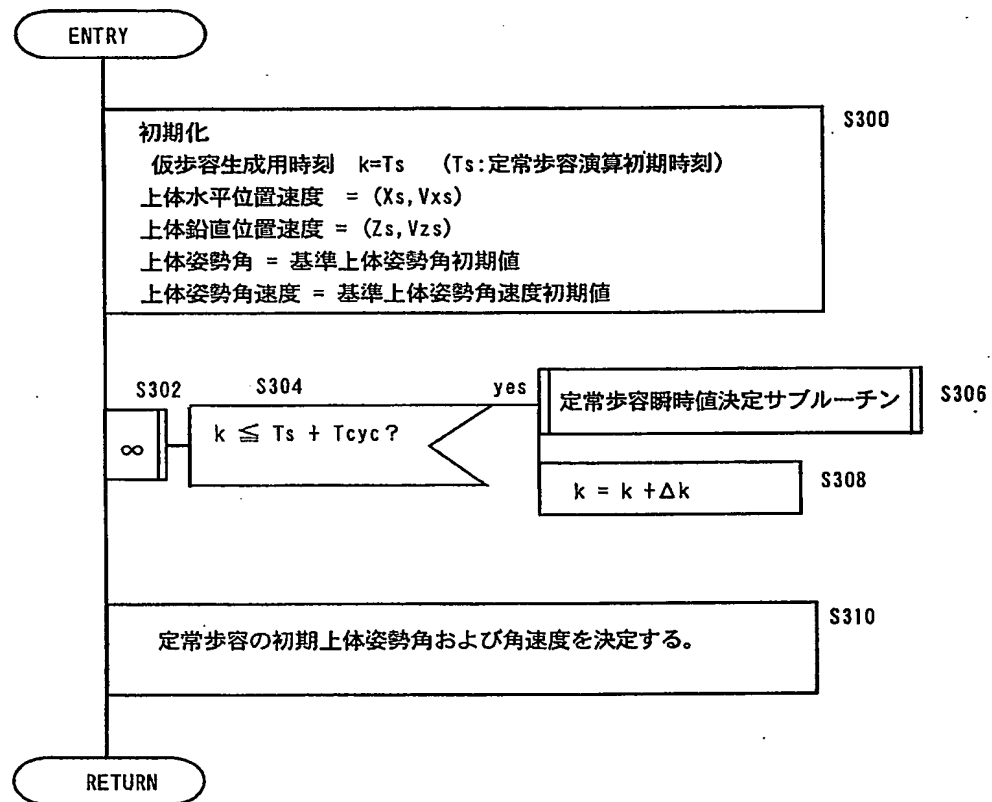 ENTRY
S300
初期化
仮歩容生成用時刻 k=Ts (Ts:定常歩容演算初期時刻)
上体水平位置速度 = (Xs,Vxs)
上体鉛直位置速度 = (Zs,Vzs)
上体姿勢角 = 基準上体姿勢角初期値
上体姿勢角速度 = 基準上体姿勢角速度初期値
S302
S304
yes
∞
k ≦ Ts + Tcyc?
定常歩容瞬時値決定サブルーチン
S306
k = k +Δk
S308
S310
定常歩容の初期上体姿勢角および角速度を決定する。
RETURN